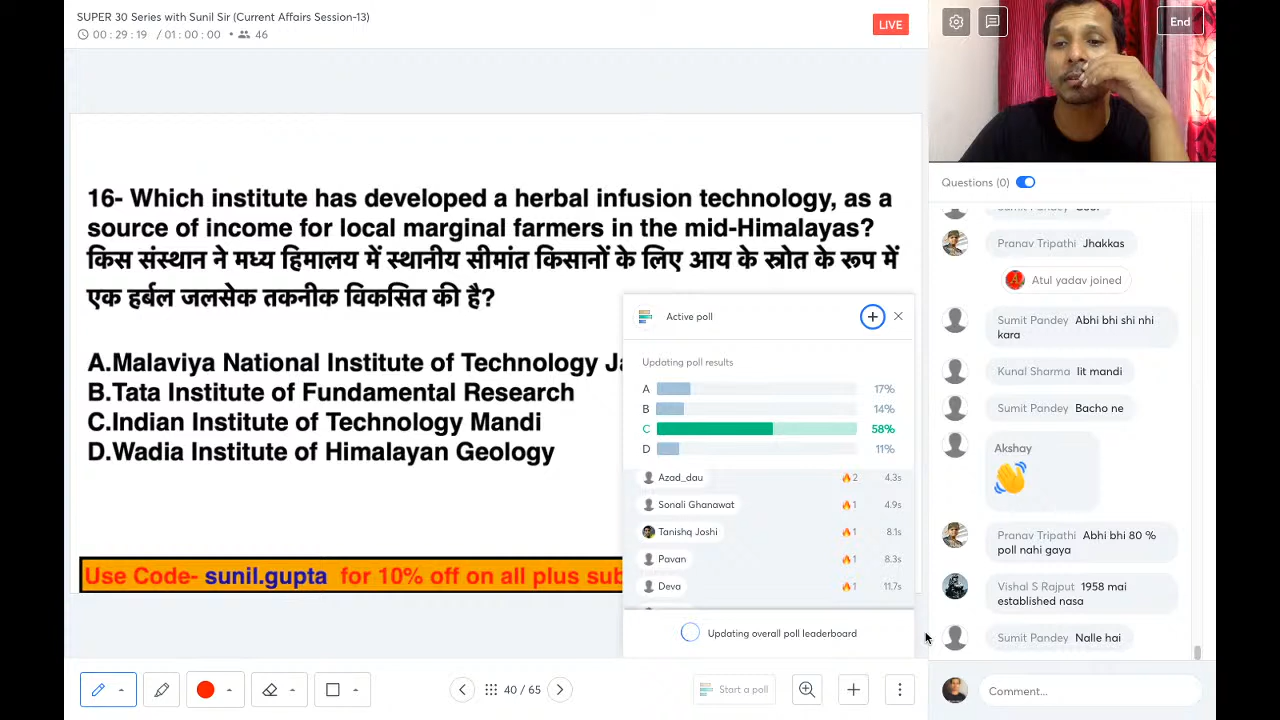 SUPER 30 Series with Sunil Sir (Current Affairs Session-13)
00 : 29 : 19 / 01 : 00 : 00 • 46
LIVE
End
16- Which institute has developed a herbal infusion technology, as a
source of income for local marginal farmers in the mid-Himalayas?
किस संस्थान ने मध्य हिमालय में स्थानीय सीमांत किसानों के लिए आय के स्त्रोत के रूप में
एक हर्बल जलसेक तकनीक विकसित की है?
A.Malaviya National Institute of Technology
B.Tata Institute of Fundamental Research
C.Indian Institute of Technology Mandi
D.Wadia Institute of Himalayan Geology
Use Code- sunil.gupta for 10% off on all plus
Active poll
Updating poll results
A 17%
B 14%
C 58%
D 11%
Azad_dau 2 4.3s
Sonali Ghanawat 1 4.9s
Tanishq Joshi 1 8.1s
Pavan 1 8.3s
Deva 1 11.7s
Updating overall poll leaderboard
40 / 65
Start a poll
Questions (0)
Pranav Tripathi Jhakkas
A Atul yadav joined
Sumit Pandey Abhi bhi shi nhi
kara
Kunal Sharma Iit mandi
Sumit Pandey Bacho ne
Akshay
Pranav Tripathi Abhi bhi 80 %
poll nahi gaya
Vishal S Rajput 1958 mai
established nasa
Sumit Pandey Nalle hai
Comment...